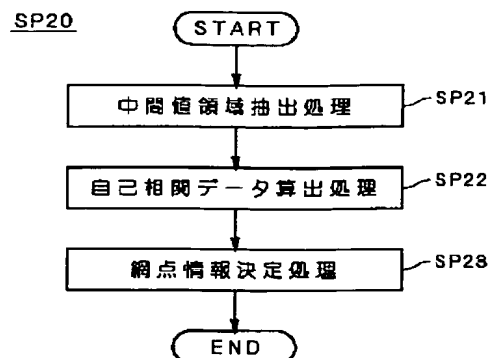 SP20
START
中間値領域抽出処理
SP21
自己相関データ算出処理
SP22
網点情報決定処理
SP28
END